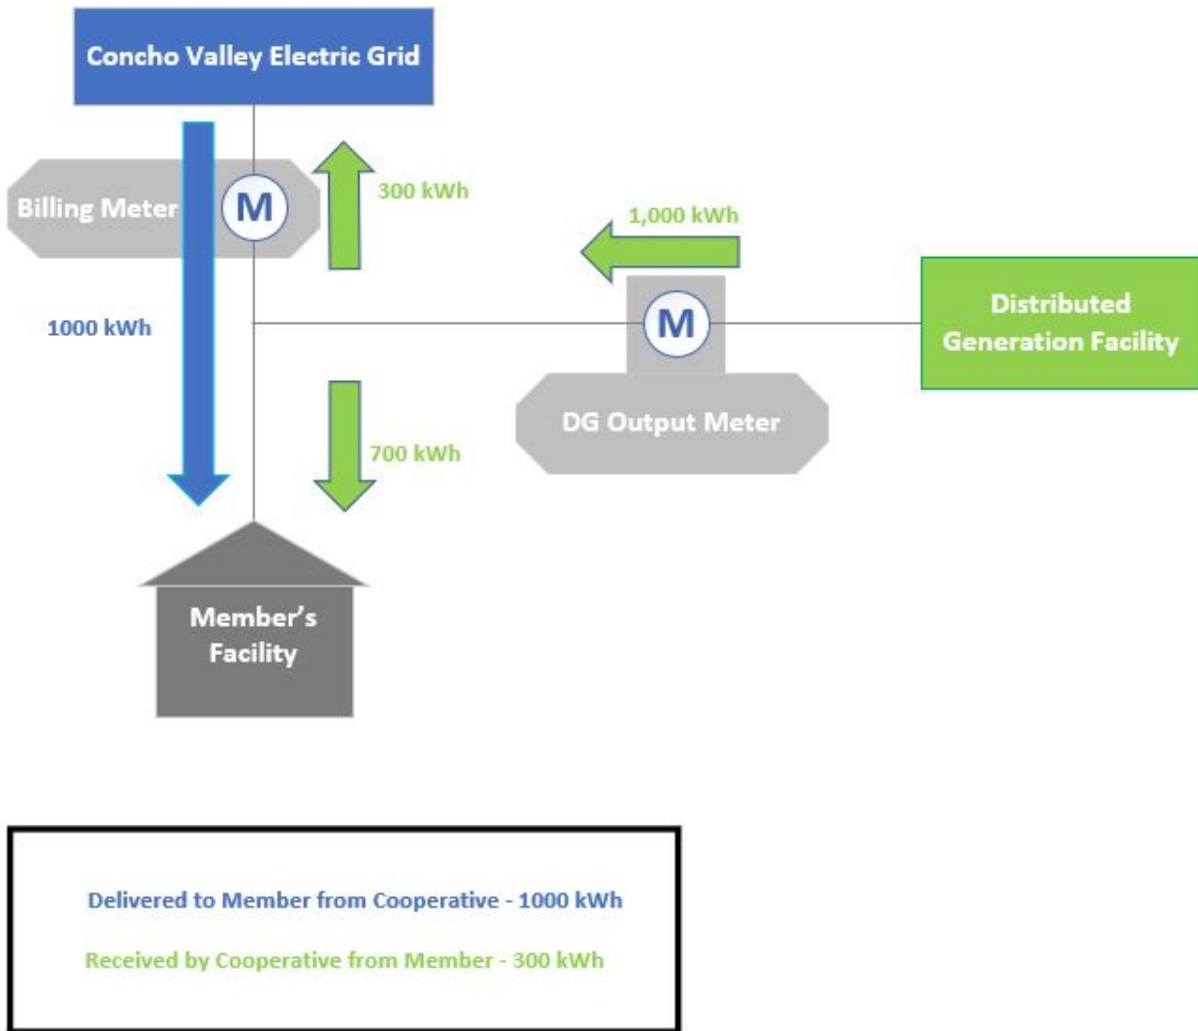 Concho Valley Electric Grid
Billing Meter
M
300 kWh
1,000 kWh
1000 kWh
M
Distributed
Generation Facility
DG Output Meter
700 kWh
Member's
Facility
Delivered to Member from Cooperative - 1000 kWh
Received by Cooperative from Member - 300 kWh